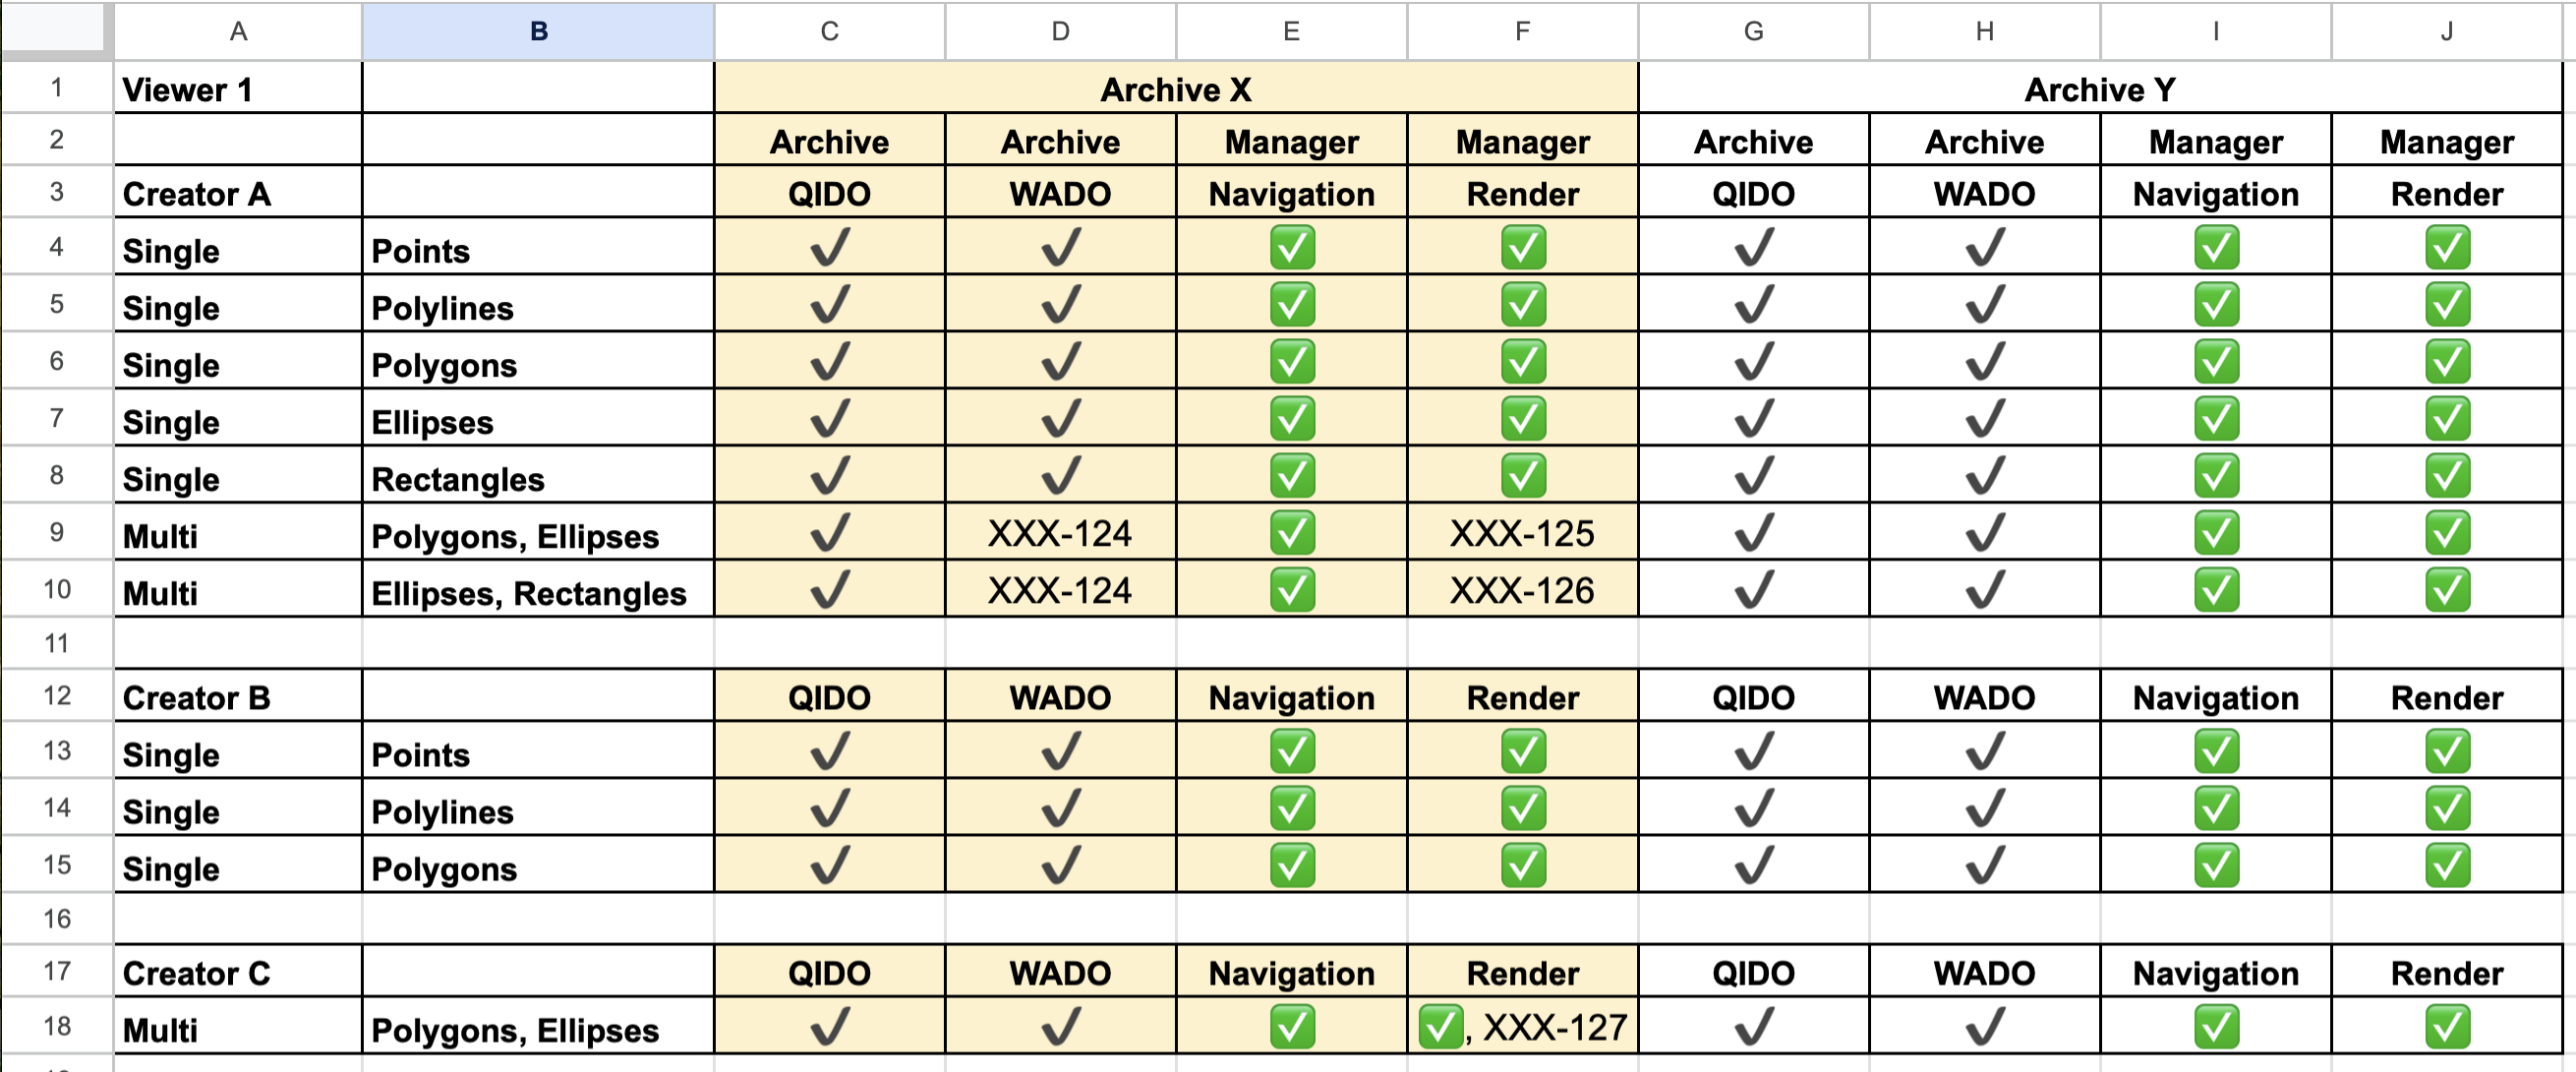 A B C D E F G H I J
1 Viewer 1 Archive X Archive Y
2 Archive Archive Manager Manager Archive Archive Manager Manager
3 Creator A QIDO WADO Navigation Render QIDO WADO Navigation Render
4 Single Points ✔ ✔ ✅ ✅ ✔ ✔ ✅ ✅
5 Single Polylines ✔ ✔ ✅ ✅ ✔ ✔ ✅ ✅
6 Single Polygons ✔ ✔ ✅ ✅ ✔ ✔ ✅ ✅
7 Single Ellipses ✔ ✔ ✅ ✅ ✔ ✔ ✅ ✅
8 Single Rectangles ✔ ✔ ✅ ✅ ✔ ✔ ✅ ✅
9 Multi Polygons, Ellipses ✔ XXX-124 ✅ XXX-125 ✔ ✔ ✅ ✅
10 Multi Ellipses, Rectangles ✔ XXX-124 ✅ XXX-126 ✔ ✔ ✅ ✅
11
12 Creator B QIDO WADO Navigation Render QIDO WADO Navigation Render
13 Single Points ✔ ✔ ✅ ✅ ✔ ✔ ✅ ✅
14 Single Polylines ✔ ✔ ✅ ✅ ✔ ✔ ✅ ✅
15 Single Polygons ✔ ✔ ✅ ✅ ✔ ✔ ✅ ✅
16
17 Creator C QIDO WADO Navigation Render QIDO WADO Navigation Render
18 Multi Polygons, Ellipses ✔ ✔ ✅ ✅, XXX-127 ✔ ✔ ✅ ✅